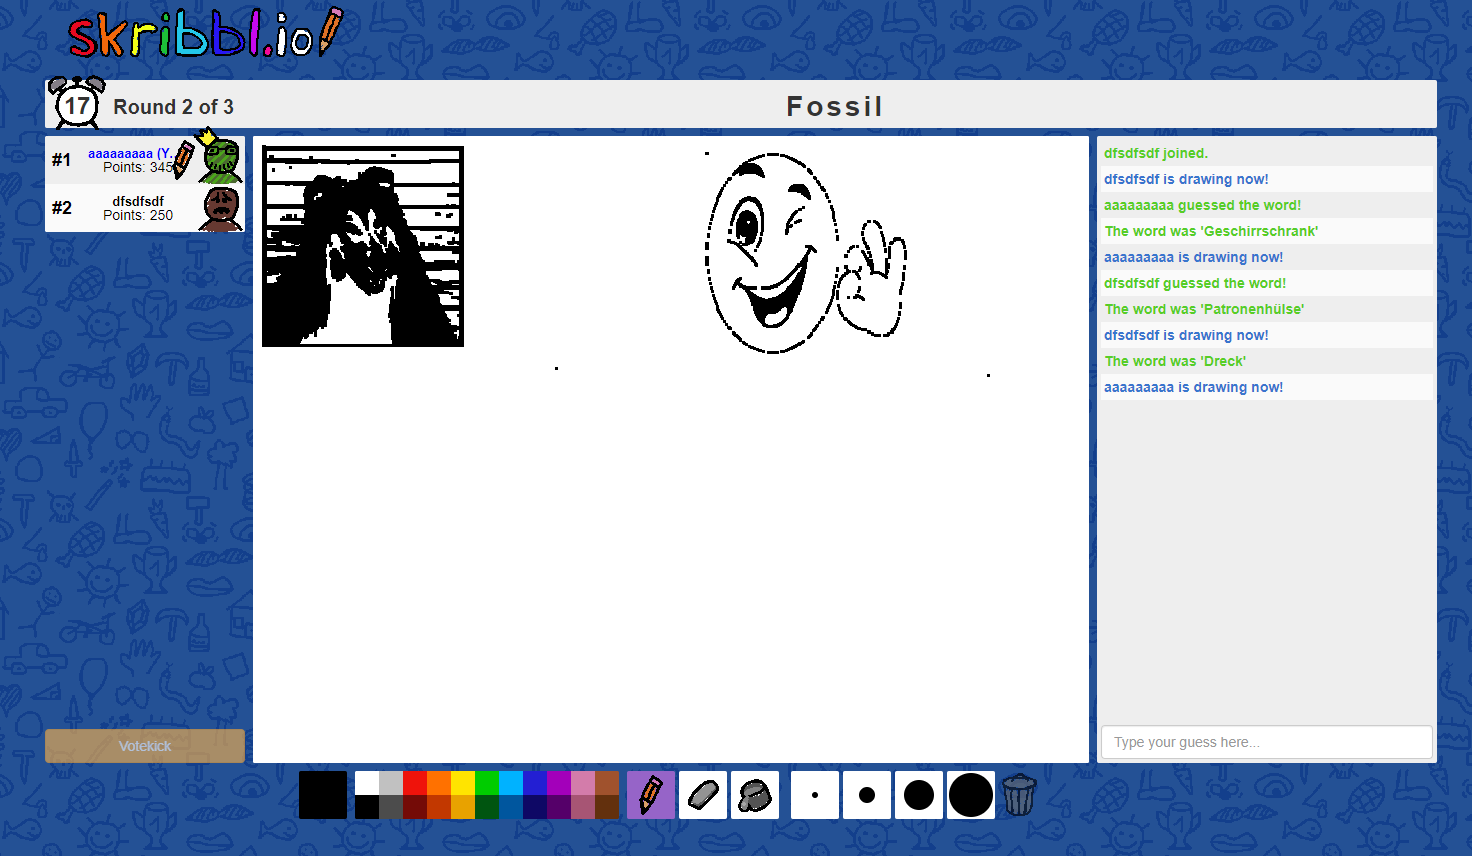 skribbl.io
17
Round 2 of 3
Fossil
#1
aaaaaaaaa (Y...
Points: 345
#2
dfsdfsdf
Points: 250
Votekick
dfsdfsdf joined.
dfsdfsdf is drawing now!
aaaaaaaaa guessed the word!
The word was 'Geschirrschrank'
aaaaaaaaa is drawing now!
dfsdfsdf guessed the word!
The word was 'Patronenhülse'
dfsdfsdf is drawing now!
The word was 'Dreck'
aaaaaaaaa is drawing now!
Type your guess here...